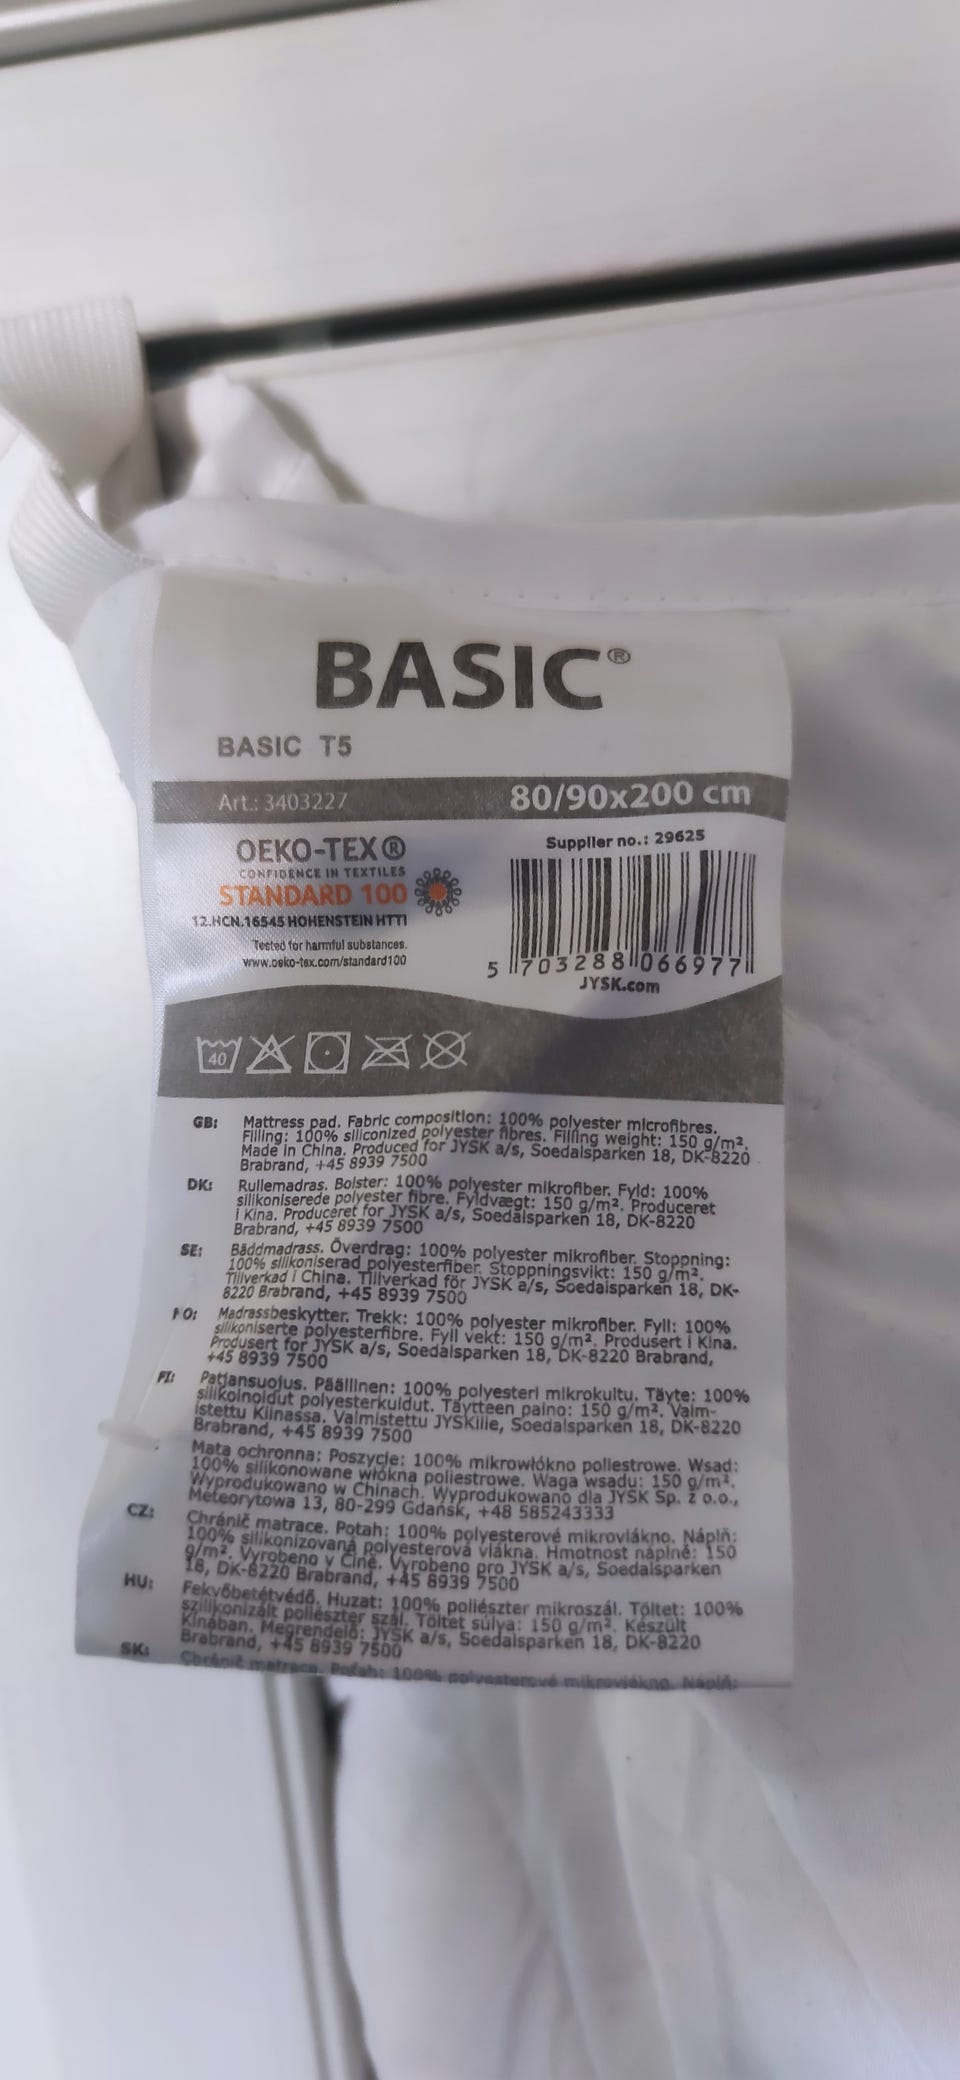 BASIC®
BASIC T5
Art.: 3403227
80/90x200 cm
OEKO-TEX®
CONFIDENCE IN TEXTILES
STANDARD 100
12.HCN.16545 HOHENSTEIN HTTI
Tested for harmful substances.
www.oeko-tex.com/standard100
Supplier no.: 29625
5 703288 066977
JYSK.com
40
GB: Mattress pad. Fabric composition: 100% polyester microfibres.
Filling: 100% siliconized polyester fibres. Filling weight: 150 g/m².
Made in China. Produced for JYSK a/s, Soedalsparken 18, DK-8220
Brabrand, +45 8939 7500
DK: Rullemadras. Bolster: 100% polyester mikrofiber. Fyld: 100%
silikoniserede polyester fibre. Fyldvægt: 150 g/m². Produceret
i Kina. Produceret for JYSK a/s, Soedalsparken 18, DK-8220
Brabrand, +45 8939 7500
SE: Bäddmadrass. Överdrag: 100% polyester mikrofiber. Stoppning:
100% silikoniserad polyesterfiber. Stoppningsvikt: 150 g/m².
Tillverkad i China. Tillverkad för JYSK a/s, Soedalsparken 18, DK-
8220 Brabrand, +45 8939 7500
NO: Madrassbeskytter. Trekk: 100% polyester mikrofiber. Fyll: 100%
silikoniserte polyesterfibre. Fyll vekt: 150 g/m². Produsert i Kina.
Produsert for JYSK a/s, Soedalsparken 18, DK-8220 Brabrand,
+45 8939 7500
FI: Patjansuojus. Päällinen: 100% polyesteri mikrokuitu. Täyte: 100%
silikoinoidut polyesterkuidut. Täytteen paino: 150 g/m². Valm-
istettu Kiinassa. Valmistettu JYSKille, Soedalsparken 18, DK-8220
Brabrand, +45 8939 7500
Mata ochronna: Poszycie: 100% mikrowłókno poliestrowe. Wsad:
100% silikonowane włókna poliestrowe. Waga wsadu: 150 g/m².
Wyprodukowano w Chinach. Wyprodukowano dla JYSK Sp. z o.o.,
Meteorytowa 13, 80-299 Gdańsk, +48 585243333
CZ: Chránič matrace. Potah: 100% polyesterové mikrovlákno. Náplň:
100% silikonizovaná polyesterová vlákna. Hmotnost náplně: 150
g/m². Vyrobeno v Číně. Vyrobeno pro JYSK a/s, Soedalsparken
18, DK-8220 Brabrand, +45 8939 7500
HU: Fekvőbetétvédő. Huzat: 100% poliészter mikroszál. Töltet: 100%
szilikonizált poliészter szál. Töltet súlya: 150 g/m². Készült
Kínában. Megrendelő: JYSK a/s, Soedalsparken 18, DK-8220
Brabrand, +45 8939 7500
SK: Chránič matraca. Poťah: 100% polyesterové mikrovlákno. Náplň: